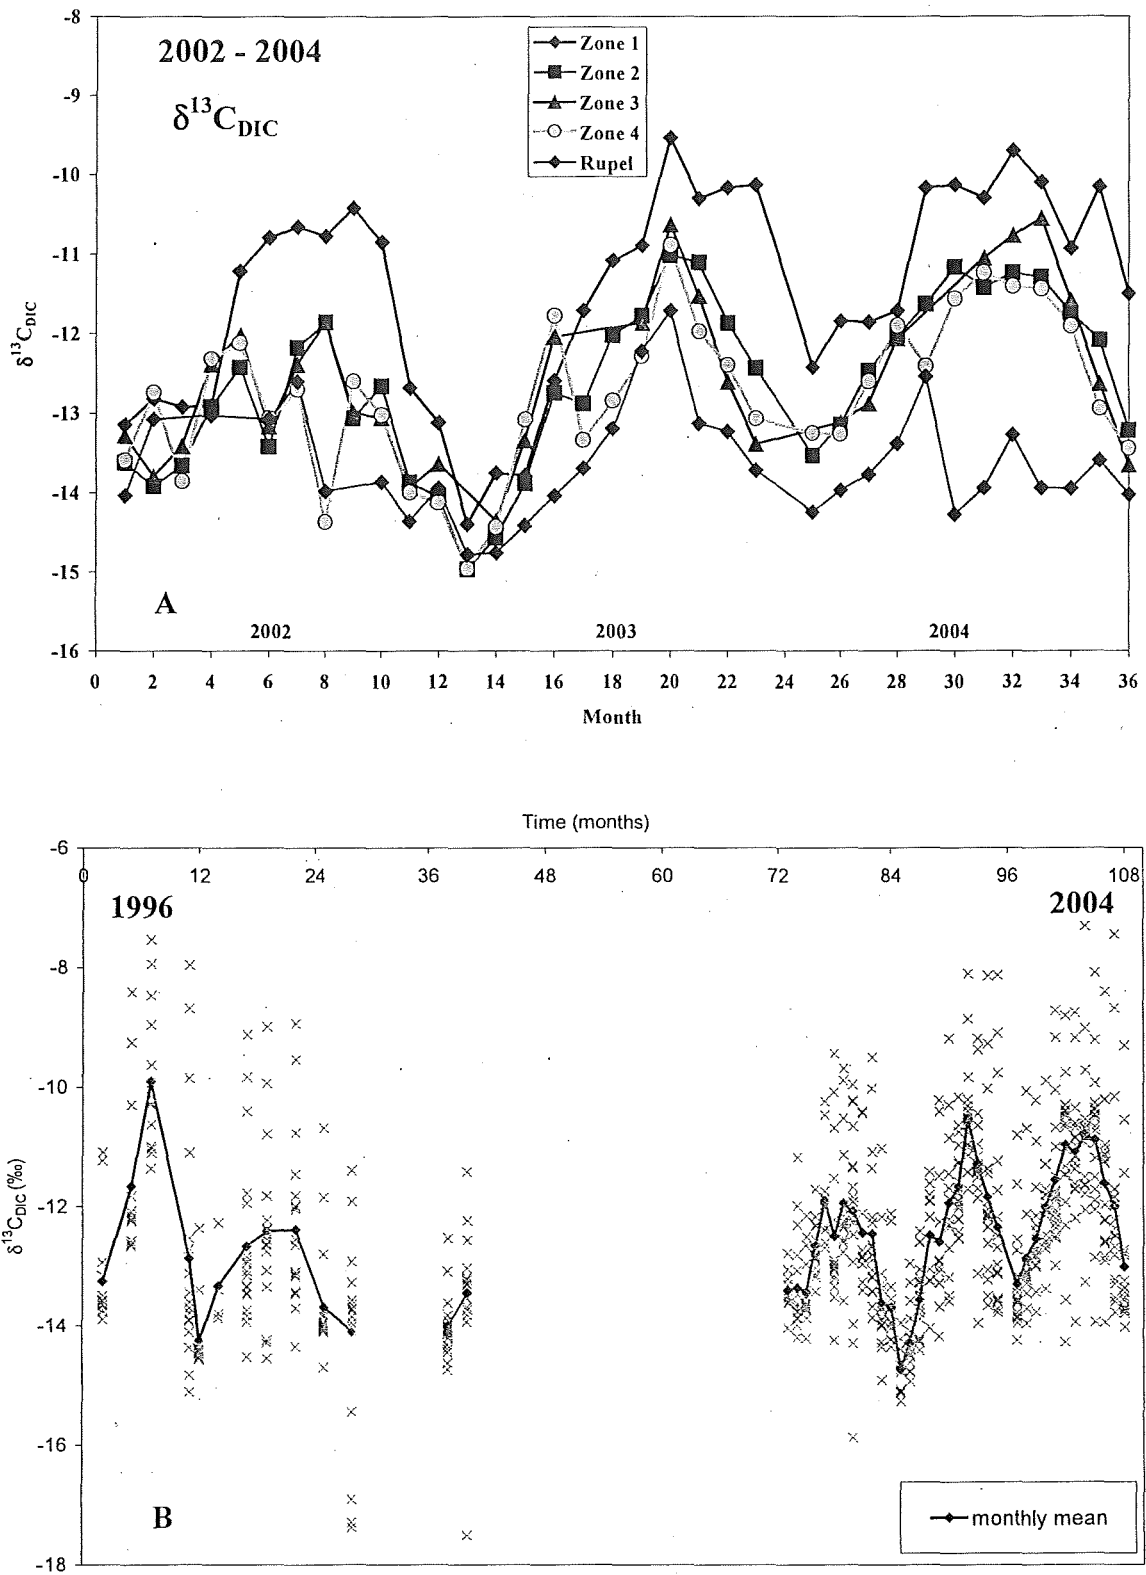 2002 - 2004
δ¹³C_DIC
Zone 1
Zone 2
Zone 3
Zone 4
Rupel
-8
-9
-10
-11
-12
-13
-14
-15
-16
δ¹³C_DIC
A
2002 2003 2004
0 2 4 6 8 10 12 14 16 18 20 22 24 26 28 30 32 34 36
Month
Time (months)
-6
-8
-10
-12
-14
-16
-18
0 12 24 36 48 60 72 84 96 108
1996 2004
δ¹³C_DIC (‰)
B
monthly mean